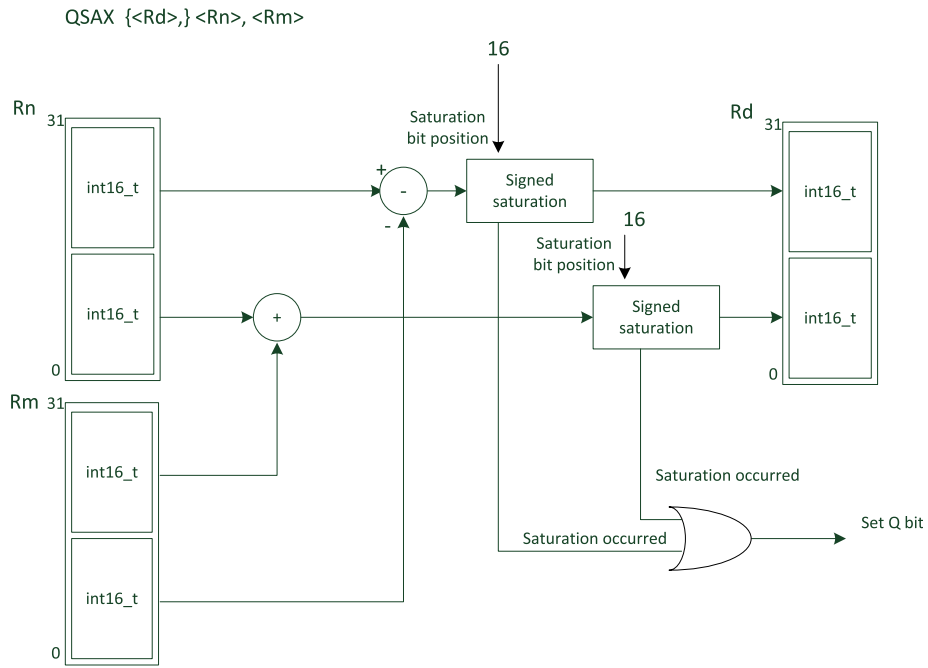 QSAX {<Rd>,} <Rn>, <Rm>
16
Saturation
bit position
Rn
31
int16_t
int16_t
0
+
-
-
Signed
saturation
16
Saturation
bit position
+
Signed
saturation
Rd
31
int16_t
int16_t
0
Rm 31
int16_t
int16_t
0
Saturation occurred
Saturation occurred
Set Q bit